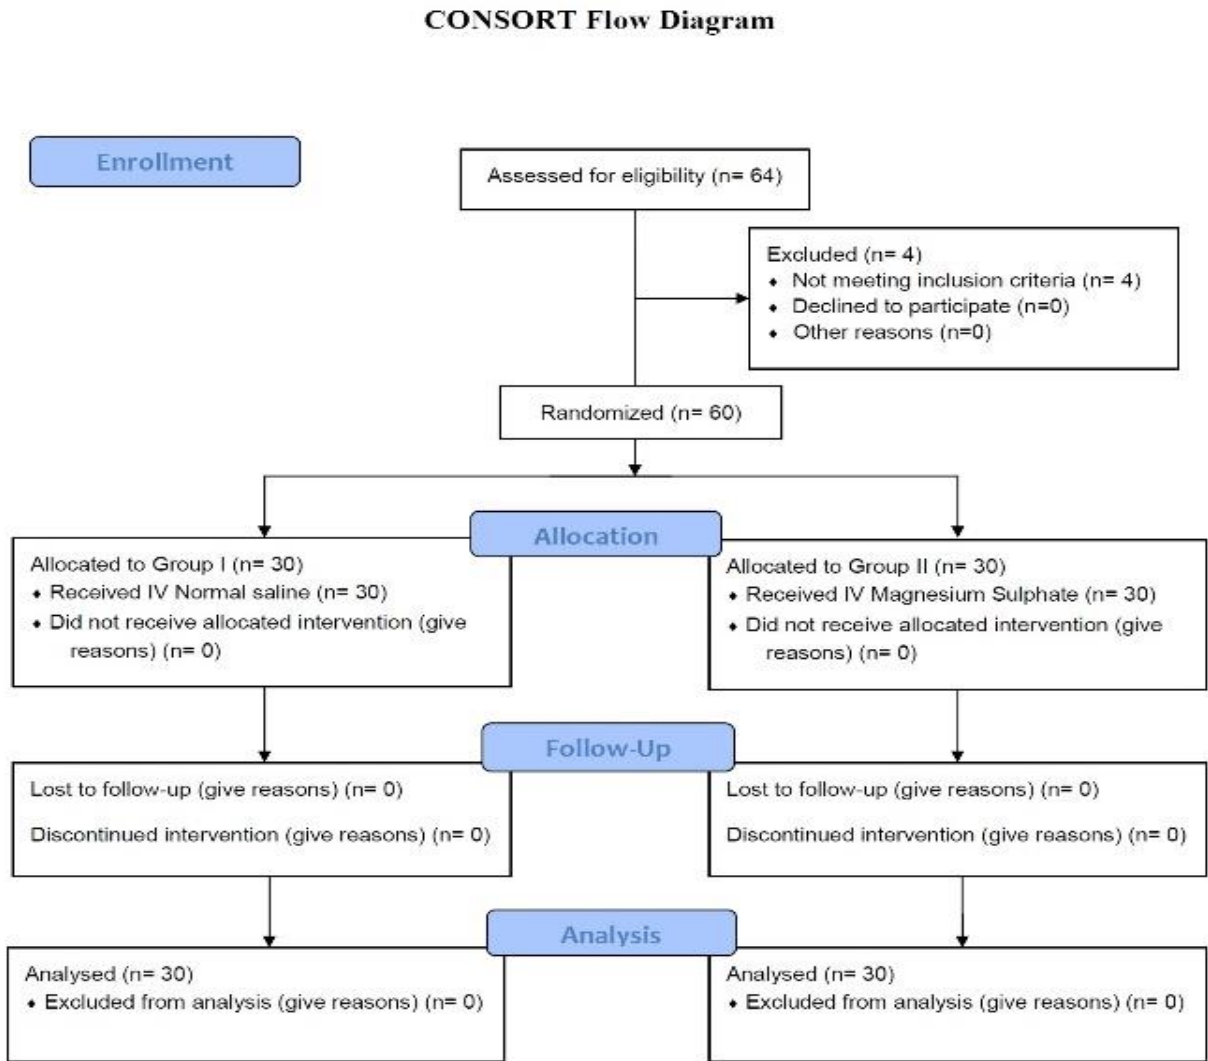 CONSORT Flow Diagram
Enrollment
Assessed for eligibility (n= 64)
Excluded (n= 4)
⬧ Not meeting inclusion criteria (n= 4)
⬧ Declined to participate (n=0)
⬧ Other reasons (n=0)
Randomized (n= 60)
Allocation
Allocated to Group I (n= 30)
⬧ Received IV Normal saline (n= 30)
⬧ Did not receive allocated intervention (give
reasons) (n= 0)
Allocated to Group II (n= 30)
⬧ Received IV Magnesium Sulphate (n= 30)
⬧ Did not receive allocated intervention (give
reasons) (n= 0)
Follow-Up
Lost to follow-up (give reasons) (n= 0)
Discontinued intervention (give reasons) (n= 0)
Lost to follow-up (give reasons) (n= 0)
Discontinued intervention (give reasons) (n= 0)
Analysis
Analysed (n= 30)
⬧ Excluded from analysis (give reasons) (n= 0)
Analysed (n= 30)
⬧ Excluded from analysis (give reasons) (n= 0)